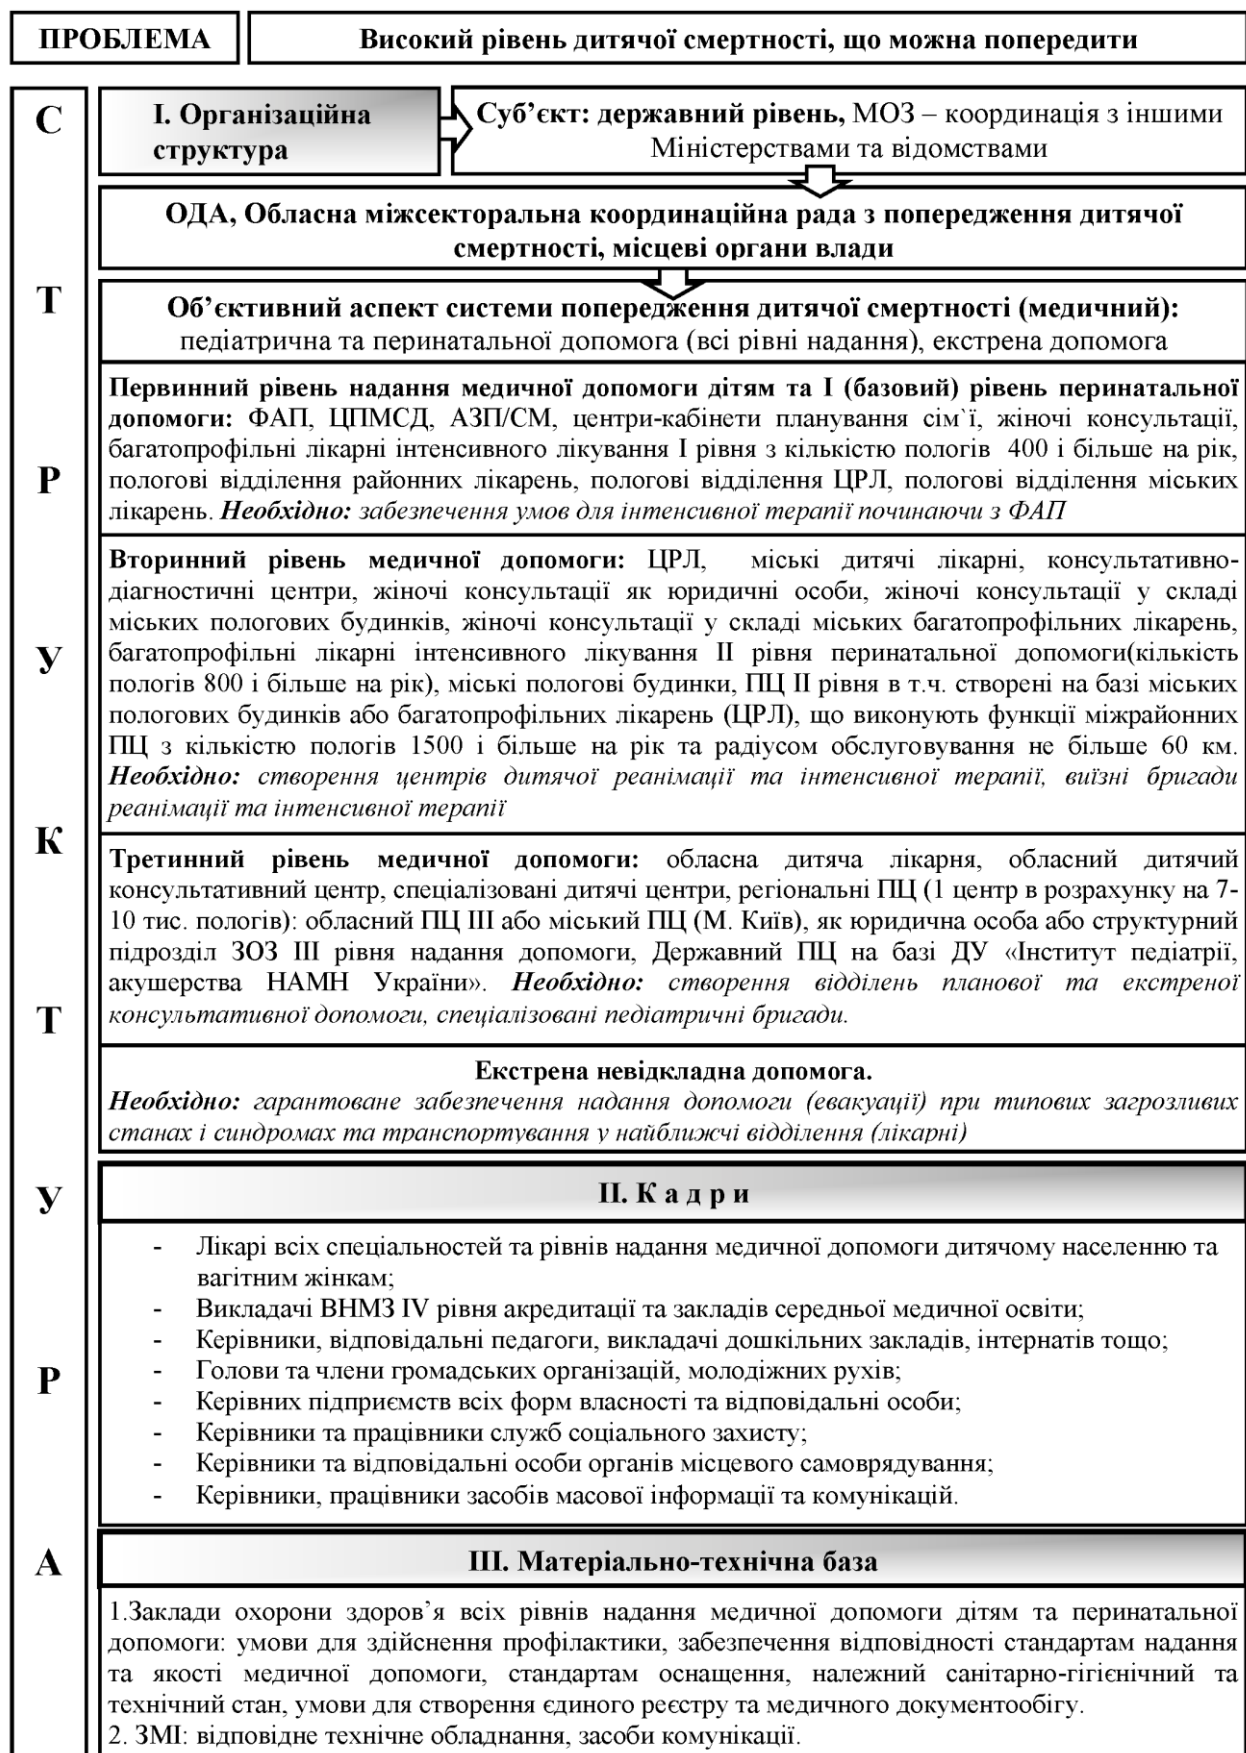 ПРОБЛЕМА
Високий рівень дитячої смертності, що можна попередити
С
Т
Р
У
К
Т
У
Р
А
І. Організаційна
структура
Суб’єкт: державний рівень, МОЗ – координація з іншими
Міністерствами та відомствами
ОДА, Обласна міжсекторальна координаційна рада з попередження дитячої
смертності, місцеві органи влади
Об’єктивний аспект системи попередження дитячої смертності (медичний):
педіатрична та перинатальної допомога (всі рівні надання), екстрена допомога
Первинний рівень надання медичної допомоги дітям та І (базовий) рівень перинатальної
допомоги: ФАП, ЦПМСД, АЗП/СМ, центри-кабінети планування сім`ї, жіночі консультації,
багатопрофільні лікарні інтенсивного лікування І рівня з кількістю пологів 400 і більше на рік,
пологові відділення районних лікарень, пологові відділення ЦРЛ, пологові відділення міських
лікарень. Необхідно: забезпечення умов для інтенсивної терапії починаючи з ФАП
Вторинний рівень медичної допомоги: ЦРЛ, міські дитячі лікарні, консультативно-
діагностичні центри, жіночі консультації як юридичні особи, жіночі консультації у складі
міських пологових будинків, жіночі консультації у складі міських багатопрофільних лікарень,
багатопрофільні лікарні інтенсивного лікування ІІ рівня перинатальної допомоги(кількість
пологів 800 і більше на рік), міські пологові будинки, ПЦ ІІ рівня в т.ч. створені на базі міських
пологових будинків або багатопрофільних лікарень (ЦРЛ), що виконують функції міжрайонних
ПЦ з кількістю пологів 1500 і більше на рік та радіусом обслуговування не більше 60 км.
Необхідно: створення центрів дитячої реанімації та інтенсивної терапії, виїзні бригади
реанімації та інтенсивної терапії
Третинний рівень медичної допомоги: обласна дитяча лікарня, обласний дитячий
консультативний центр, спеціалізовані дитячі центри, регіональні ПЦ (1 центр в розрахунку на 7-
10 тис. пологів): обласний ПЦ ІІІ або міський ПЦ (М. Київ), як юридична особа або структурний
підрозділ ЗОЗ ІІІ рівня надання допомоги, Державний ПЦ на базі ДУ «Інститут педіатрії,
акушерства НАМН України». Необхідно: створення відділень планової та екстреної
консультативної допомоги, спеціалізовані педіатричні бригади.
Екстрена невідкладна допомога.
Необхідно: гарантоване забезпечення надання допомоги (евакуації) при типових загрозливих
станах і синдромах та транспортування у найближчі відділення (лікарні)
ІІ. К а д р и
- Лікарі всіх спеціальностей та рівнів надання медичної допомоги дитячому населенню та
вагітним жінкам;
- Викладачі ВНМЗ ІV рівня акредитації та закладів середньої медичної освіти;
- Керівники, відповідальні педагоги, викладачі дошкільних закладів, інтернатів тощо;
- Голови та члени громадських організацій, молодіжних рухів;
- Керівних підприємств всіх форм власності та відповідальні особи;
- Керівники та працівники служб соціального захисту;
- Керівники та відповідальні особи органів місцевого самоврядування;
- Керівники, працівники засобів масової інформації та комунікацій.
ІІІ. Матеріально-технічна база
1.Заклади охорони здоров’я всіх рівнів надання медичної допомоги дітям та перинатальної
допомоги: умови для здійснення профілактики, забезпечення відповідності стандартам надання
та якості медичної допомоги, стандартам оснащення, належний санітарно-гігієнічний та
технічний стан, умови для створення єдиного реєстру та медичного документообігу.
2. ЗМІ: відповідне технічне обладнання, засоби комунікації.